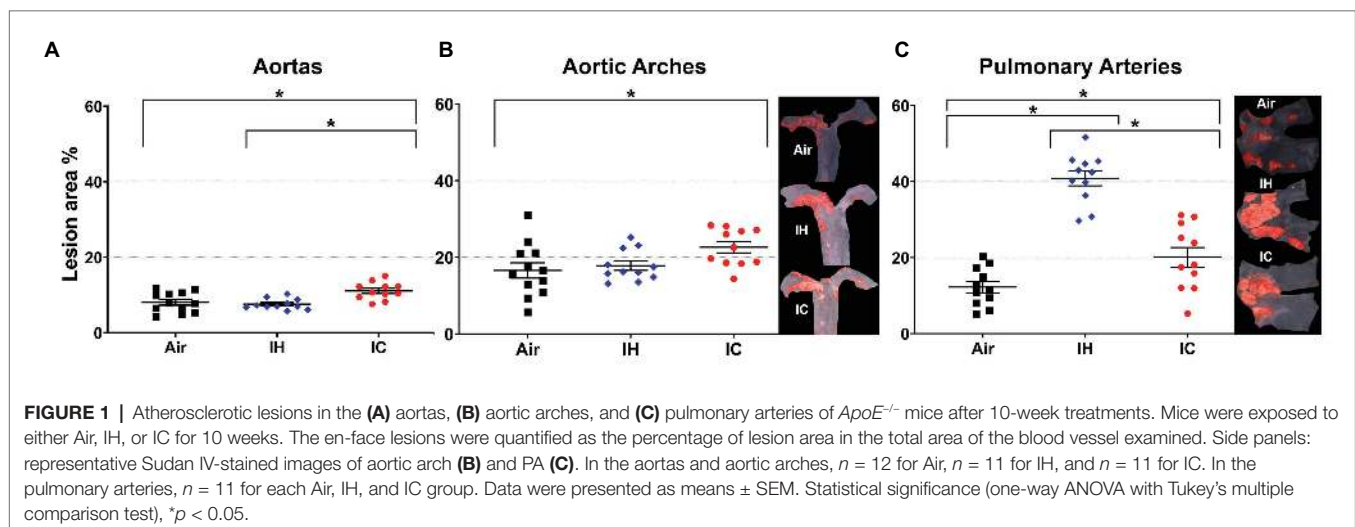 A
Aortas
Lesion area %
60
40
20
0
*
*
Air
IH
IC
B
Aortic Arches
60
40
20
0
*
Air
IH
IC
Air
IH
IC
C
Pulmonary Arteries
60
40
20
0
*
*
*
Air
IH
IC
Air
IH
IC
FIGURE 1 | Atherosclerotic lesions in the (A) aortas, (B) aortic arches, and (C) pulmonary arteries of ApoE−/− mice after 10-week treatments. Mice were exposed to
either Air, IH, or IC for 10 weeks. The en-face lesions were quantified as the percentage of lesion area in the total area of the blood vessel examined. Side panels:
representative Sudan IV-stained images of aortic arch (B) and PA (C). In the aortas and aortic arches, n = 12 for Air, n = 11 for IH, and n = 11 for IC. In the
pulmonary arteries, n = 11 for each Air, IH, and IC group. Data were presented as means ± SEM. Statistical significance (one-way ANOVA with Tukey's multiple
comparison test), *p < 0.05.